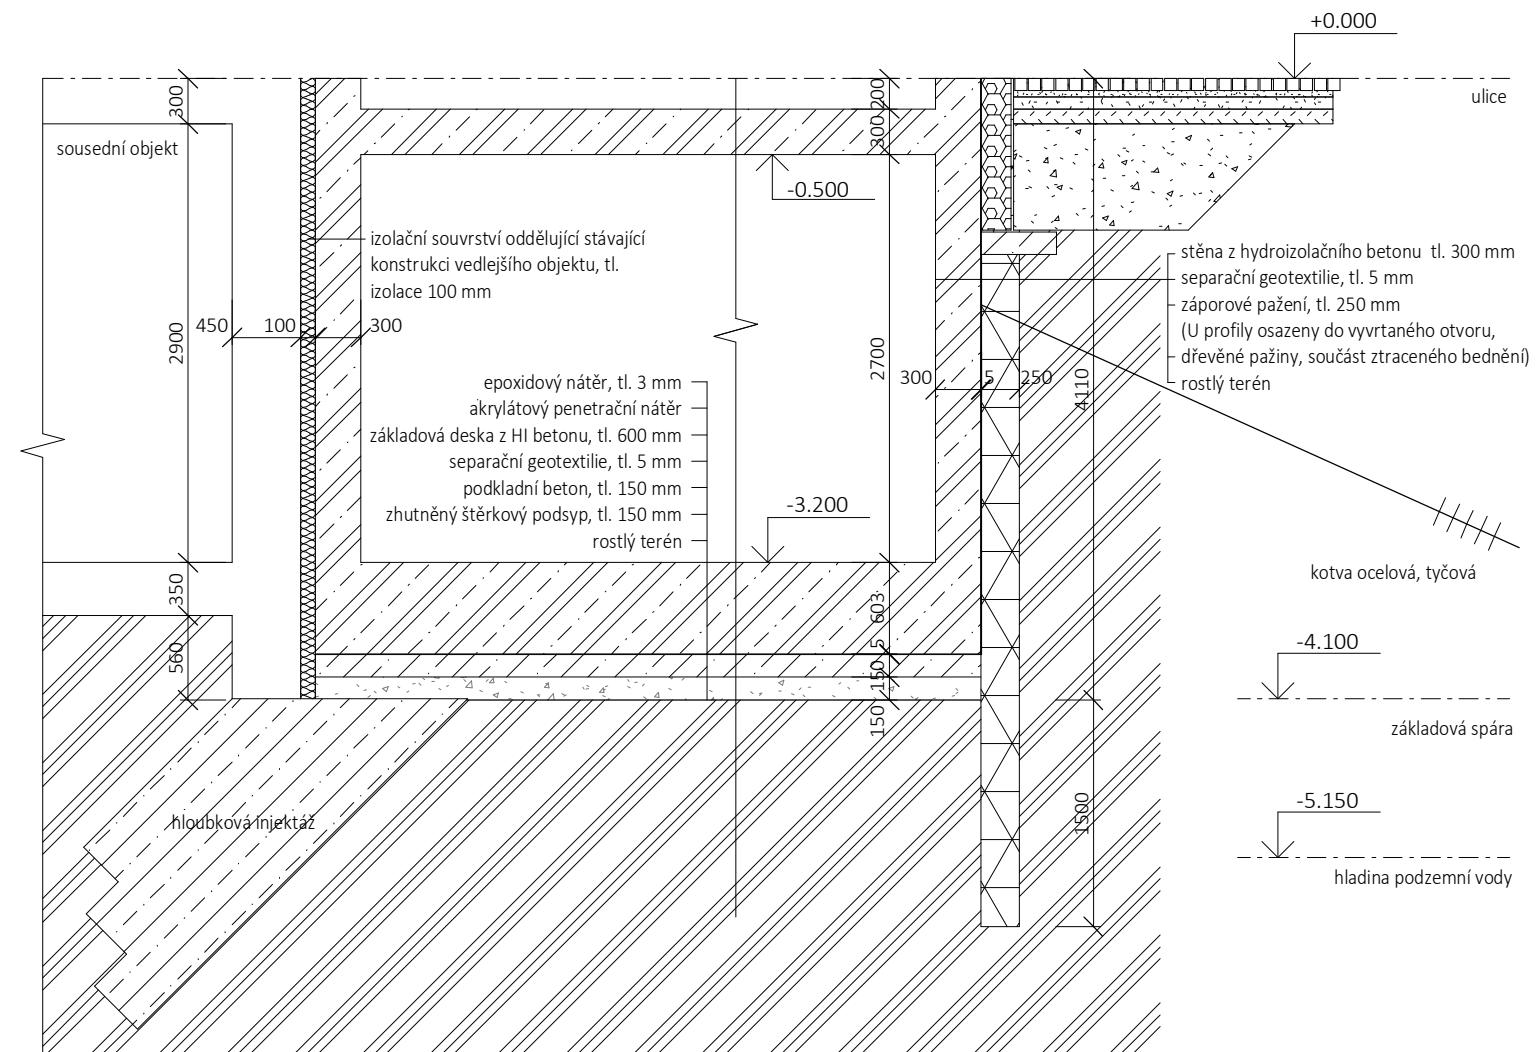 +0.000
ulice
300
200
300
sousední objekt
-0.500
izolační souvrství oddělující stávající
konstrukci vedlejšího objektu, tl.
izolace 100 mm
stěna z hydroizolačního betonu tl. 300 mm
separační geotextilie, tl. 5 mm
záporové pažení, tl. 250 mm
(U profily osazeny do vyvrtaného otvoru,
dřevěné pažiny, součást ztraceného bednění)
rostlý terén
450
100
300
2900
2700
300
5
250
4110
epoxidový nátěr, tl. 3 mm
akrylátový penetrační nátěr
základová deska z HI betonu, tl. 600 mm
separační geotextilie, tl. 5 mm
podkladní beton, tl. 150 mm
zhutněný štěrkový podsyp, tl. 150 mm
rostlý terén
-3.200
kotva ocelová, tyčová
350
603
560
5
150
150
-4.100
základová spára
-5.150
hladina podzemní vody
1500
hloubková injektáž